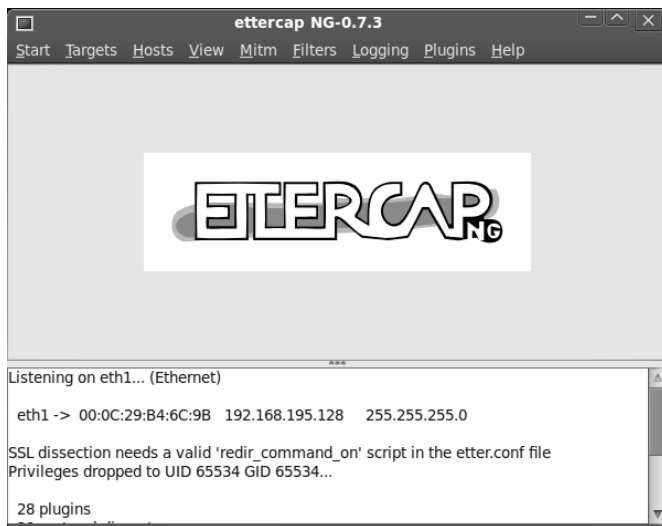 ettercap NG-0.7.3
Start Targets Hosts View Mitm Filters Logging Plugins Help
ETTERCAP
NG
Listening on eth1... (Ethernet)
eth1 -> 00:0C:29:B4:6C:9B 192.168.195.128 255.255.255.0
SSL dissection needs a valid 'redir_command_on' script in the etter.conf file
Privileges dropped to UID 65534 GID 65534...
28 plugins